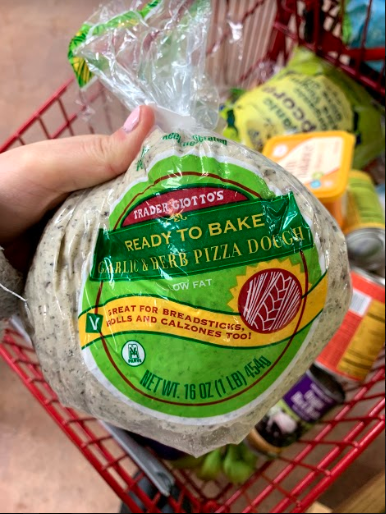 TRADER GIOTTO'S
READY TO BAKE
GARLIC & HERB PIZZA DOUGH
LOW FAT
GREAT FOR BREADSTICKS,
ROLLS AND CALZONES TOO!
V
NET WT. 16 OZ (1 LB) 454g